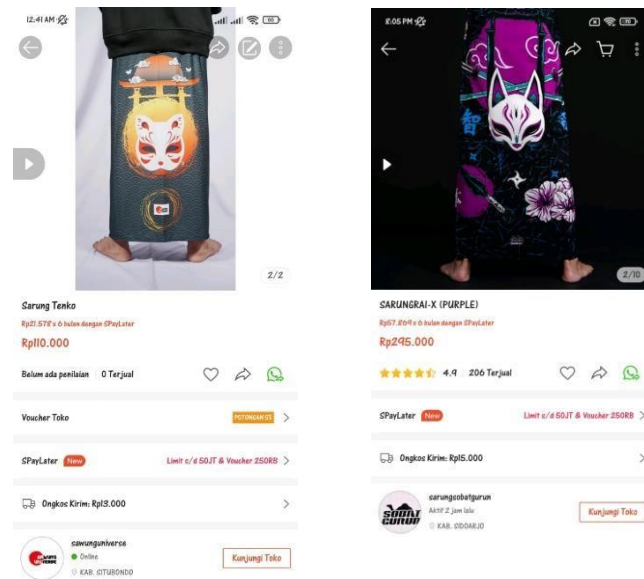 12:41 AM
2/2
Sarung Tenko
Rp21.578 x 6 bulan dengan SPayLater
Rp110.000
Belum ada penilaian 0 Terjual
Voucher Toko
SPayLater New Limit s/d 50JT & Voucher 250RB
Ongkos Kirim: Rp13.000
sawunguniverse
Online
KAB. SITUBONDO
Kunjungi Toko
8:05 PM
智
2/10
SARUNGRAI-X (PURPLE)
Rp57.869 x 6 bulan dengan SPayLater
Rp295.000
4.9 206 Terjual
SPayLater New Limit s/d 50JT & Voucher 250RB
Ongkos Kirim: Rp15.000
SOBAT
GURUN
sarungsobatgurun
Aktif 2 jam lalu
KAB. SIDOARJO
Kunjungi Toko